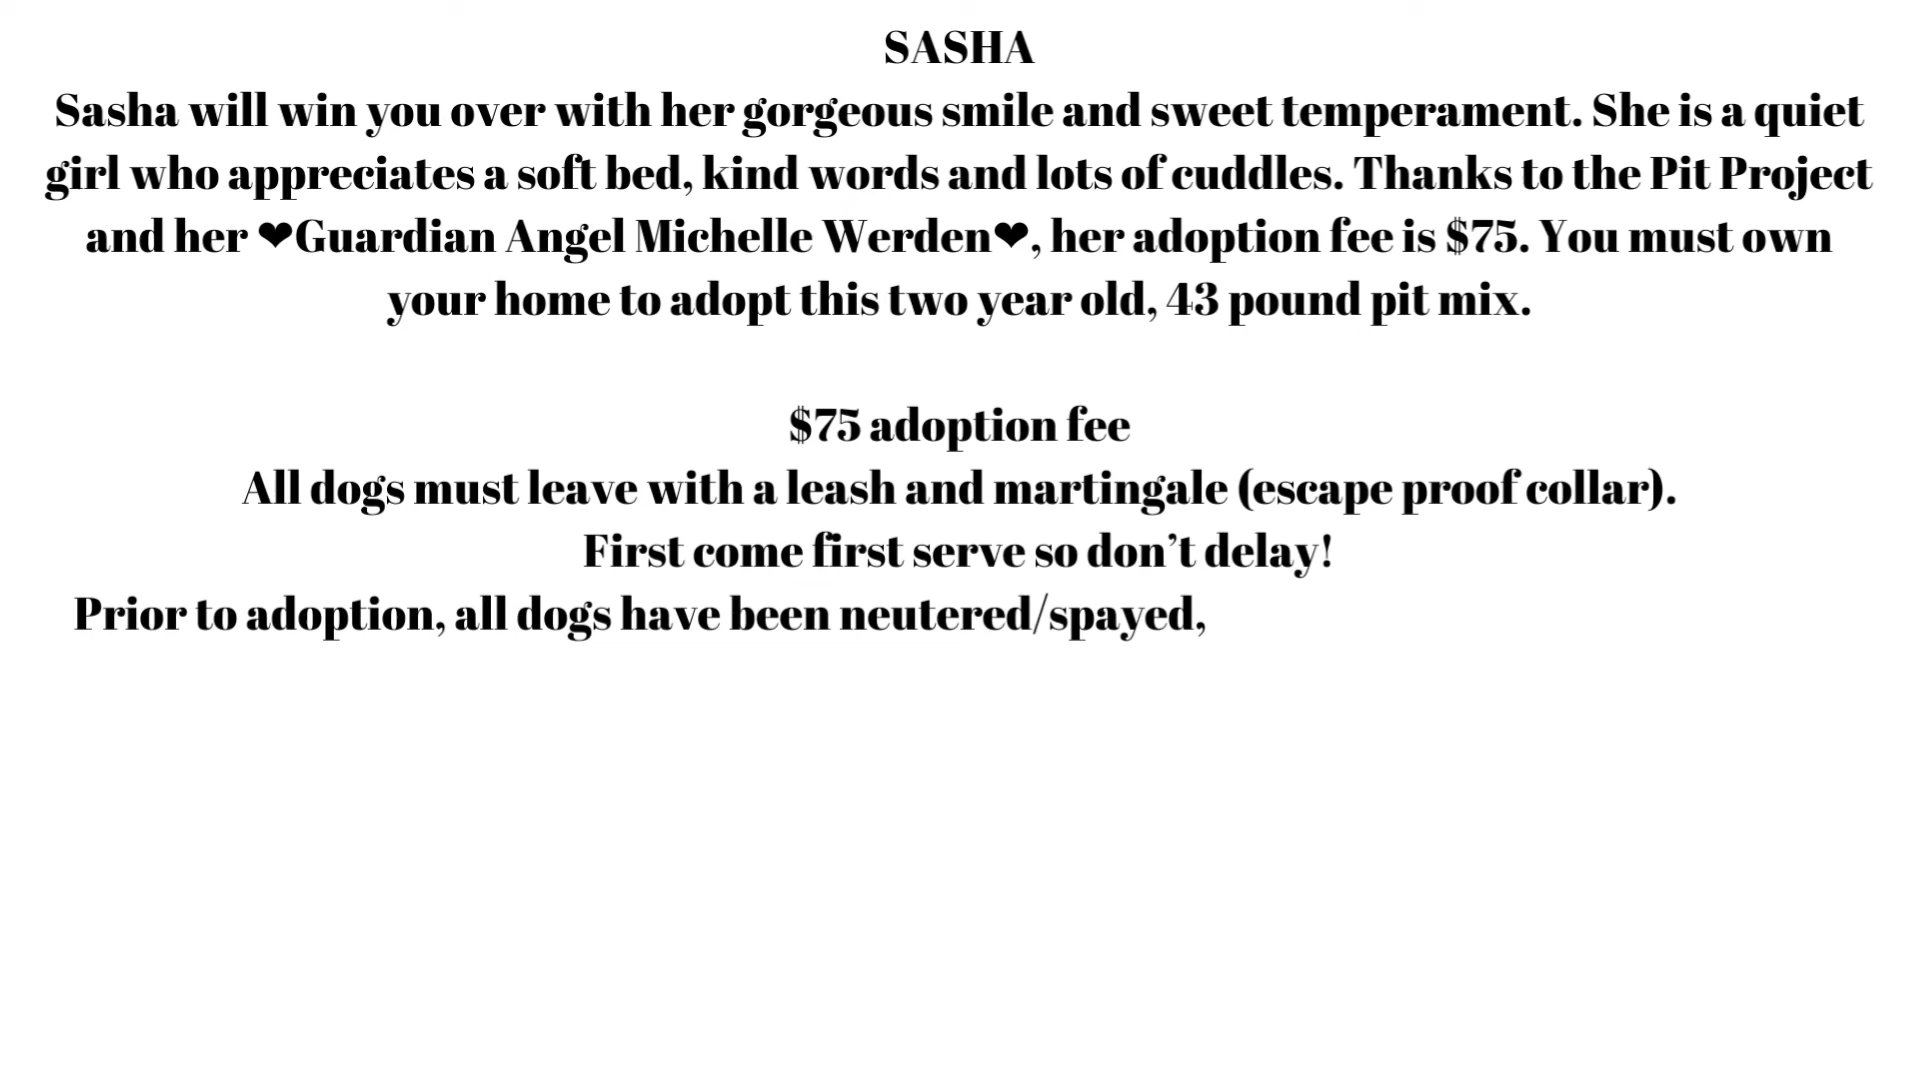 SASHA
Sasha will win you over with her gorgeous smile and sweet temperament. She is a quiet
girl who appreciates a soft bed, kind words and lots of cuddles. Thanks to the Pit Project
and her ❤Guardian Angel Michelle Werden❤, her adoption fee is $75. You must own
your home to adopt this two year old, 43 pound pit mix.
$75 adoption fee
All dogs must leave with a leash and martingale (escape proof collar).
First come first serve so don’t delay!
Prior to adoption, all dogs have been neutered/spayed,